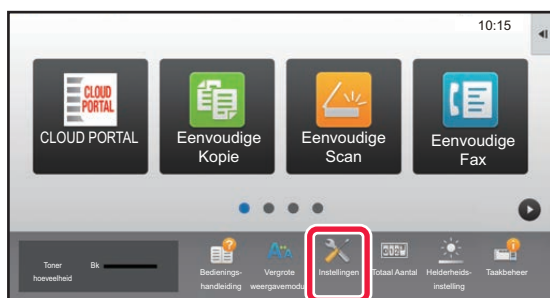 10:15
CLOUD
PORTAL
CLOUD PORTAL
Eenvoudige
Kopie
Eenvoudige
Scan
Eenvoudige
Fax
Toner
hoeveelheid
Bk
Bedienings-
handleiding
Vergrote
weergavemodu
Instellingen
Totaal Aantal
Helderheids-
instelling
Taakbeheer